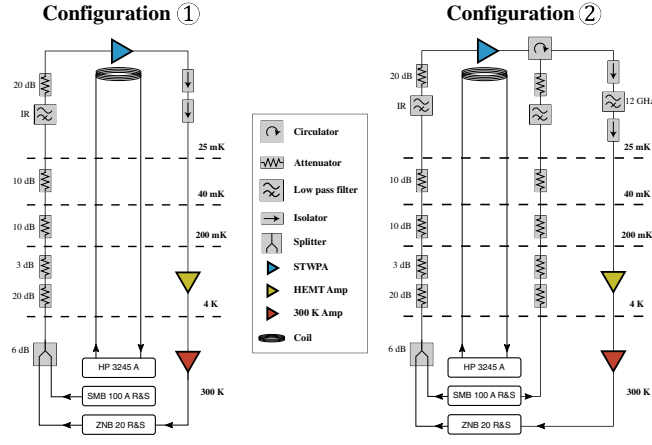 Configuration ①
20 dB
IR
25 mK
10 dB
40 mK
10 dB
200 mK
3 dB
20 dB
4 K
6 dB
HP 3245 A
SMB 100 A R&S
300 K
ZNB 20 R&S
Circulator
Attenuator
Low pass filter
Isolator
Splitter
STWPA
HEMT Amp
300 K Amp
Coil
Configuration ②
20 dB
IR
12 GHz
25 mK
10 dB
40 mK
10 dB
200 mK
3 dB
20 dB
4 K
6 dB
HP 3245 A
SMB 100 A R&S
300 K
ZNB 20 R&S